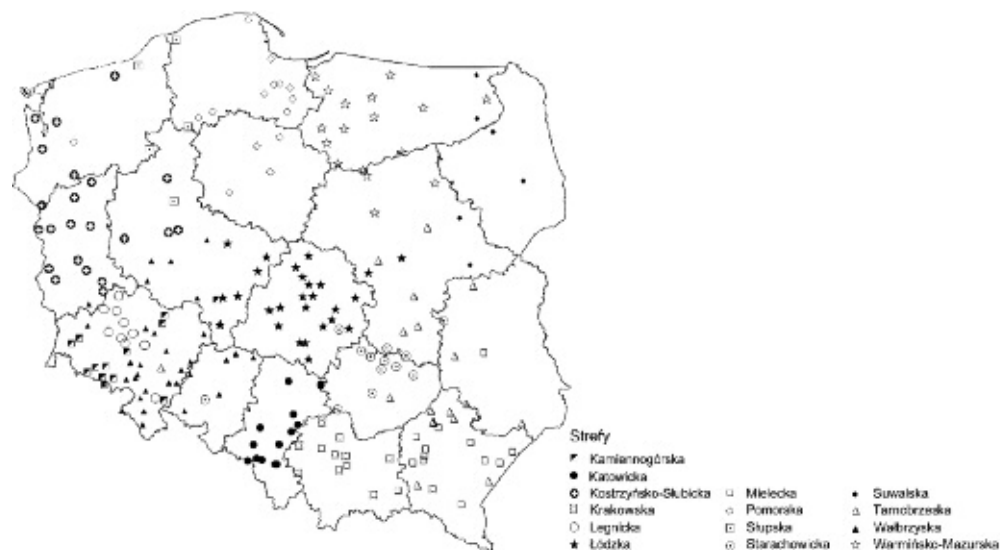 Strefy
Kamiennogórska
Katowicka
Kostrzyńsko-Słubicka
Krakowska
Legnicka
Łódzka
Mielecka
Pomorska
Słupska
Starachowicka
Suwalska
Tarnobrzeska
Wałbrzyska
Warmińsko-Mazurska